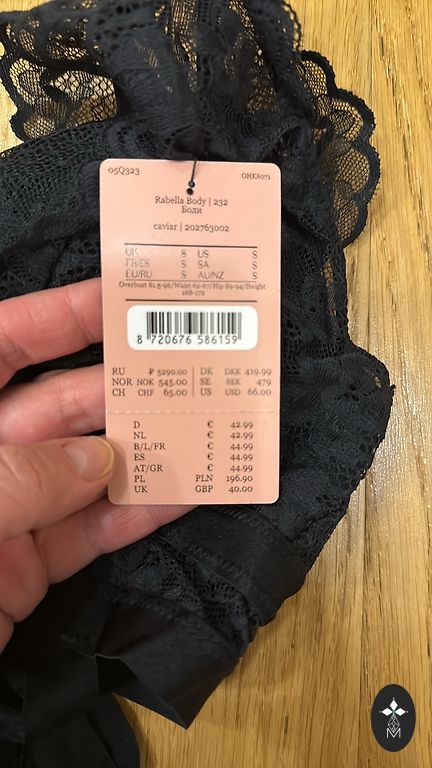 05Q323 GHK8071
Rabella Body | 232
Боди
caviar | 202763002
UK S US S
FR/ES S SA S
EU/RU S AU/NZ S
Overbust 81.5-96/Waist 62-67/Hip 89-94/Height
168-172
8 720676 586159
RU ₽ 5290.00 DK DKK 419.99
NOR NOK 545.00 SE SEK 479
CH CHF 65.00 US USD 66.00
D € 42.99
NL € 42.99
B/L/FR € 44.99
ES € 44.99
AT/GR € 44.99
PL PLN 196.90
UK GBP 40.00
M